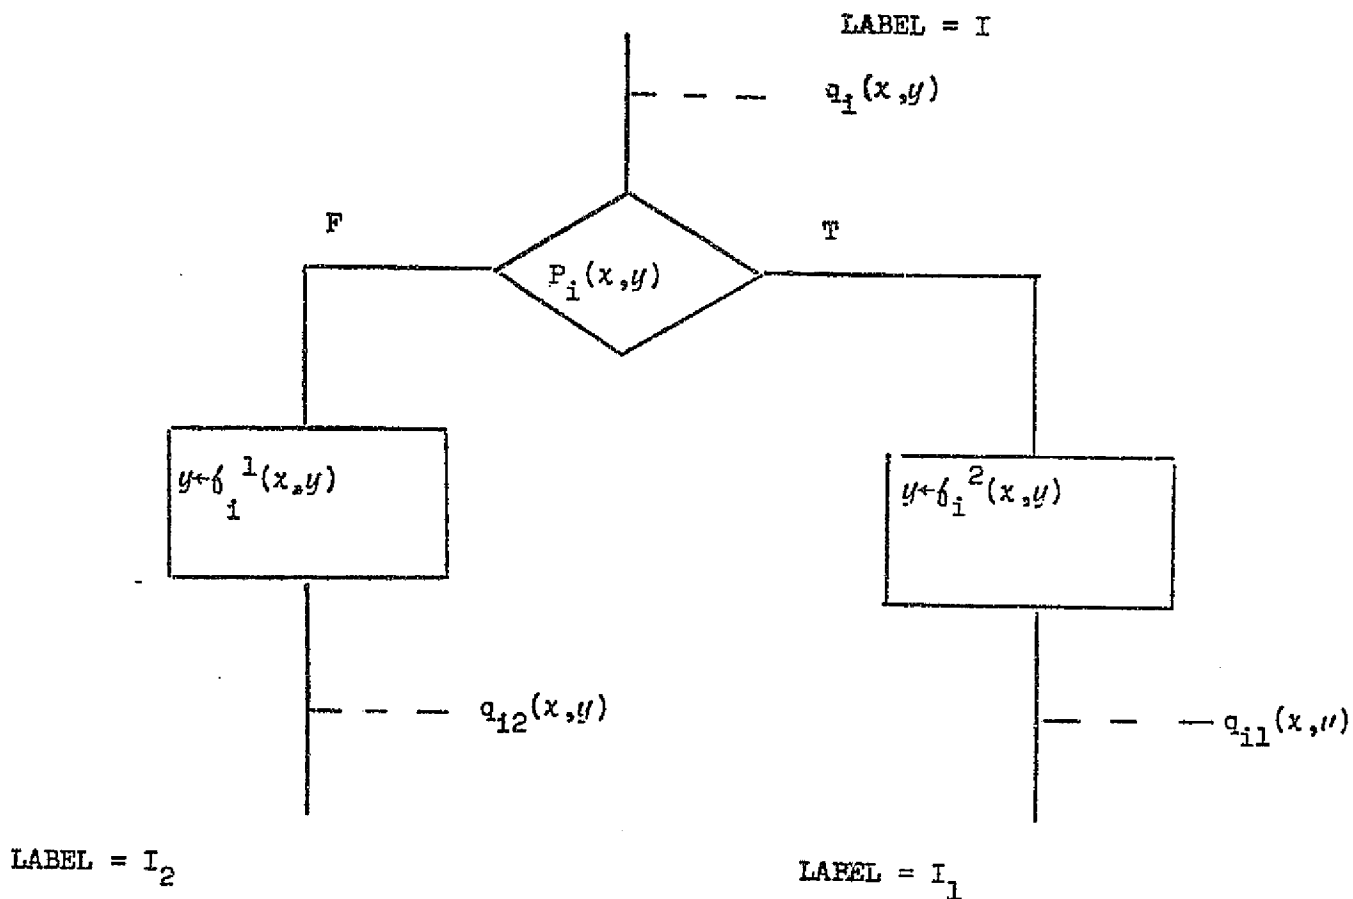 LABEL = I
q_i(x,y)
F
T
P_i(x,y)
y←f_i^1(x,y)
y←f_i^2(x,y)
q_i2(x,y)
q_i1(x,y)
LABEL = I_2
LABEL = I_1